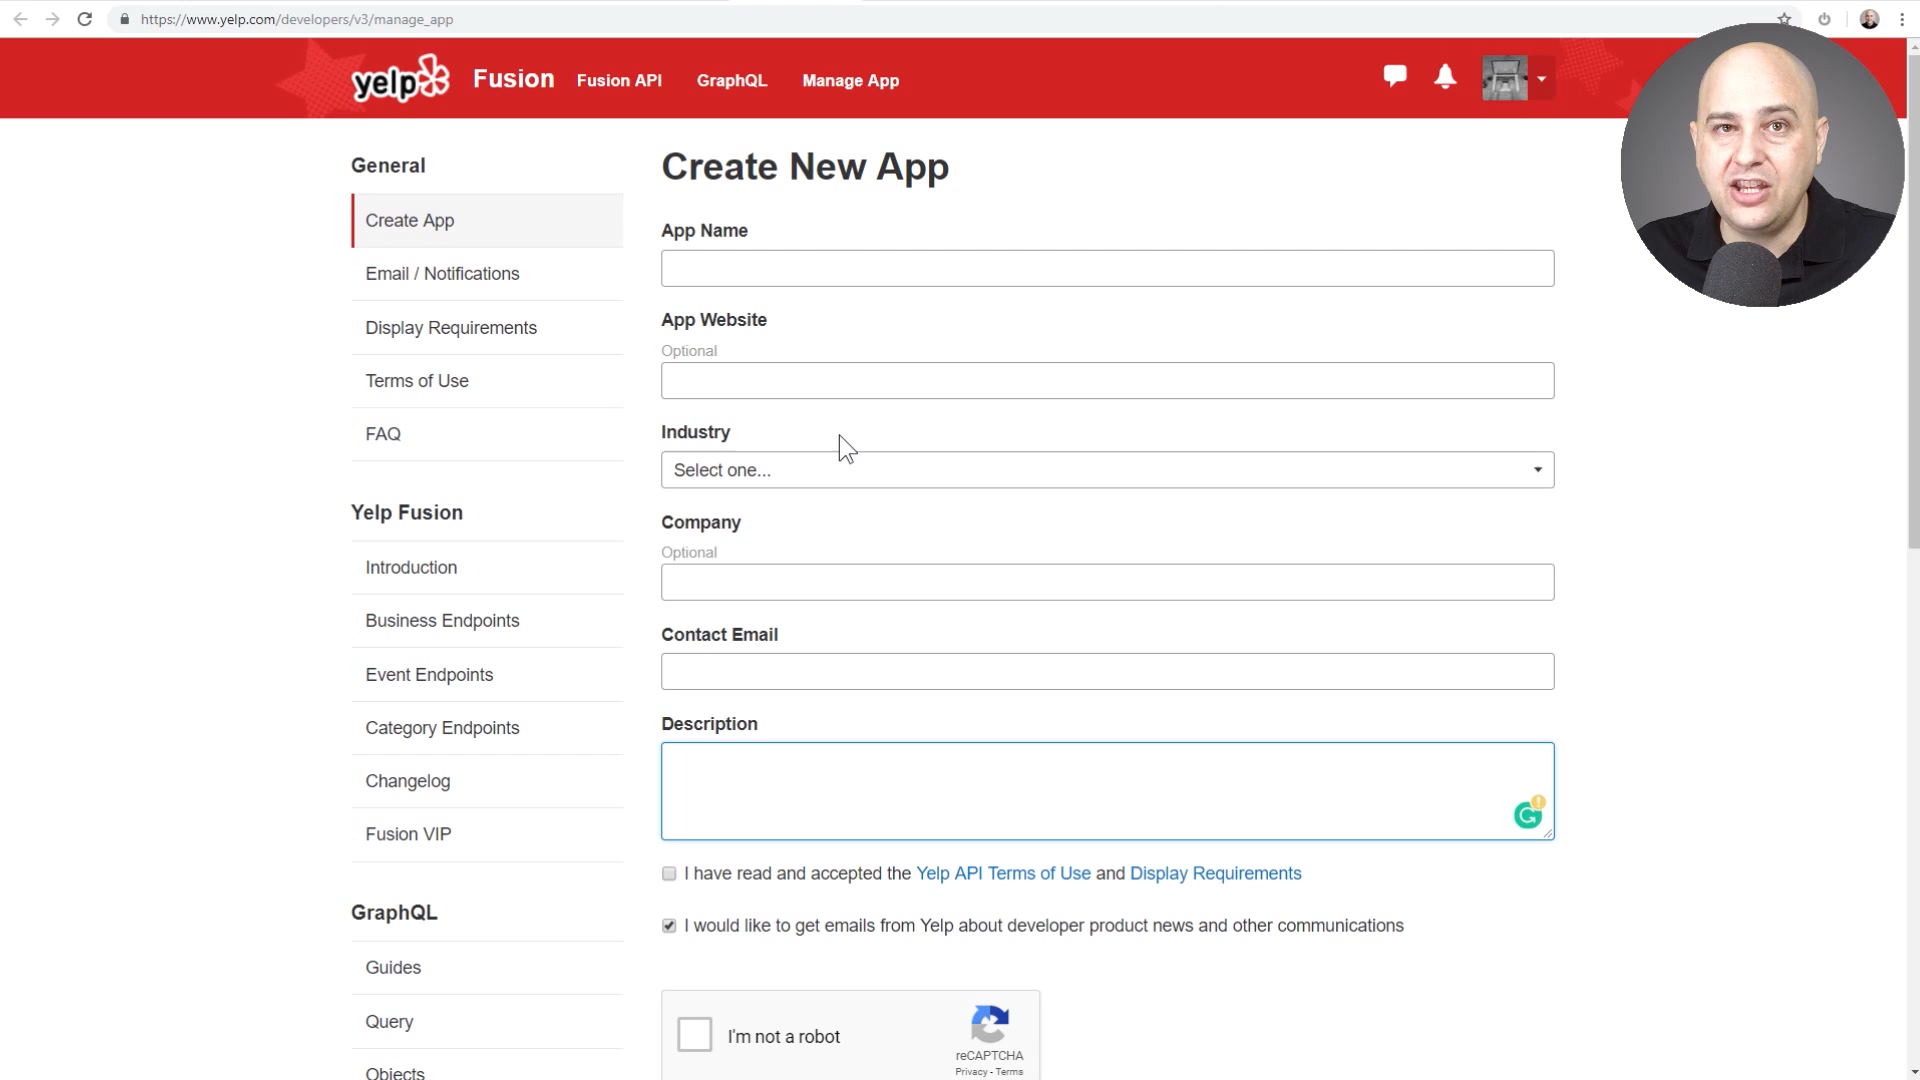 https://www.yelp.com/developers/v3/manage_app
yelp Fusion Fusion API GraphQL Manage App
General
Create App
Email / Notifications
Display Requirements
Terms of Use
FAQ
Yelp Fusion
Introduction
Business Endpoints
Event Endpoints
Category Endpoints
Changelog
Fusion VIP
GraphQL
Guides
Query
Objects
Create New App
App Name
App Website
Optional
Industry
Select one...
Company
Optional
Contact Email
Description
I have read and accepted the Yelp API Terms of Use and Display Requirements
I would like to get emails from Yelp about developer product news and other communications
I'm not a robot
reCAPTCHA
Privacy - Terms